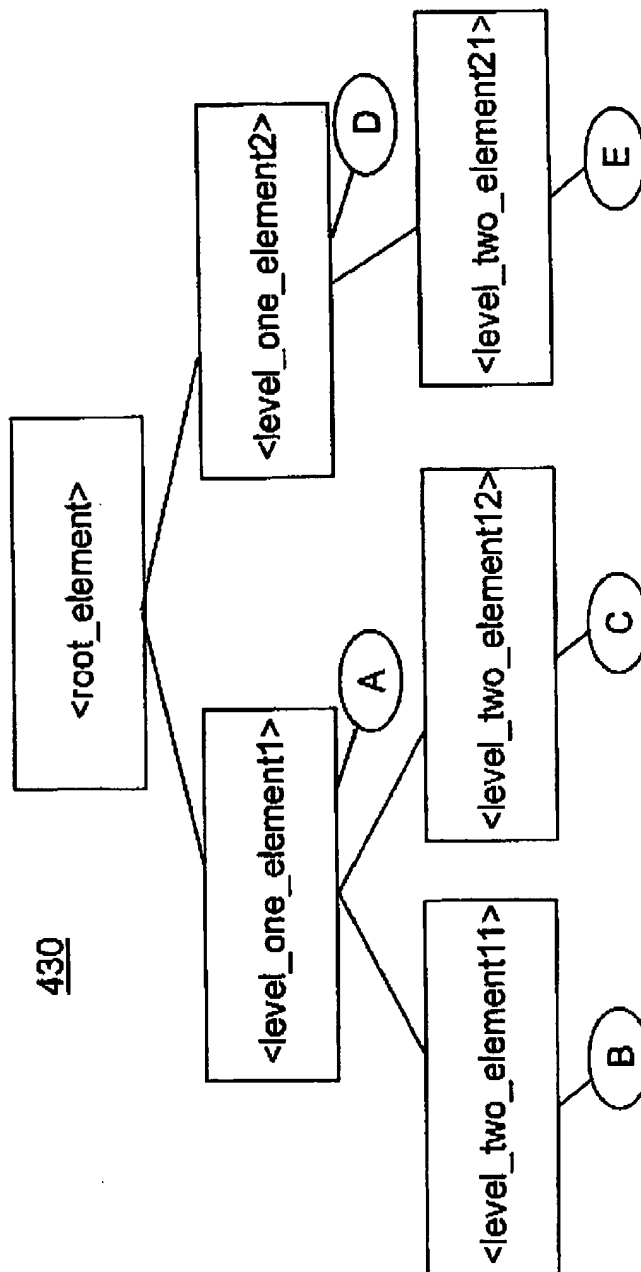 430
<root_element>
<level_one_element1>
<level_one_element2>
A
D
<level_two_element11>
<level_two_element12>
<level_two_element21>
B
C
E